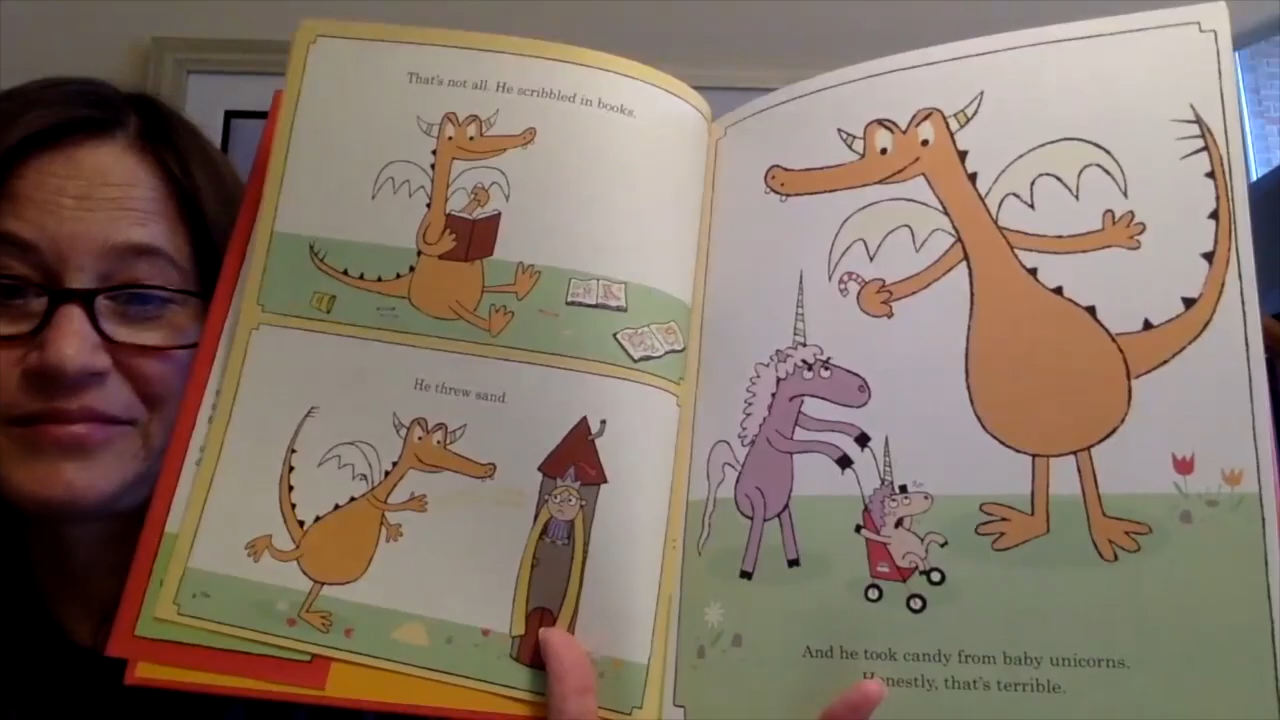 That's not all. He scribbled in books.
He threw sand.
And he took candy from baby unicorns.
Honestly, that's terrible.